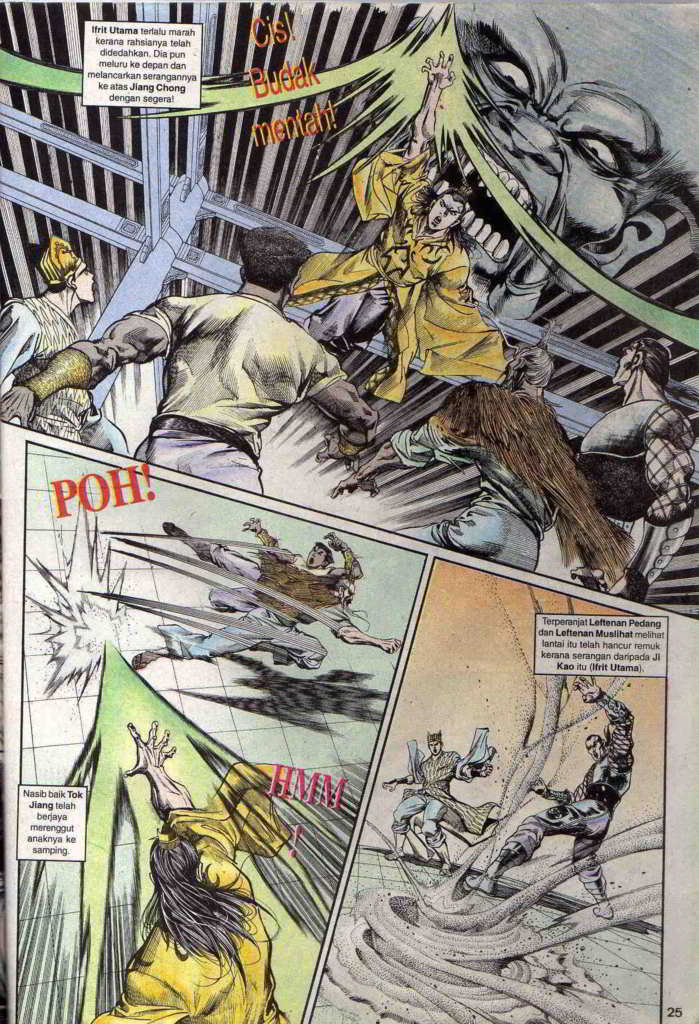 Ifrit Utama terlalu marah
kerana rahsianya telah
didedahkan. Dia pun
meluru ke depan dan
melancarkan serangannya
ke atas Jiang Chong
dengan segera!
Cis!
Budak
mentah!
POH!
Nasib baik Tok
Jiang telah
berjaya
merenggut
anaknya ke
samping.
HMM
!
Terperanjat Leftenan Pedang
dan Leftenan Muslihat melihat
lantai itu telah hancur remuk
kerana serangan daripada Ji
Kao itu (Ifrit Utama).
25